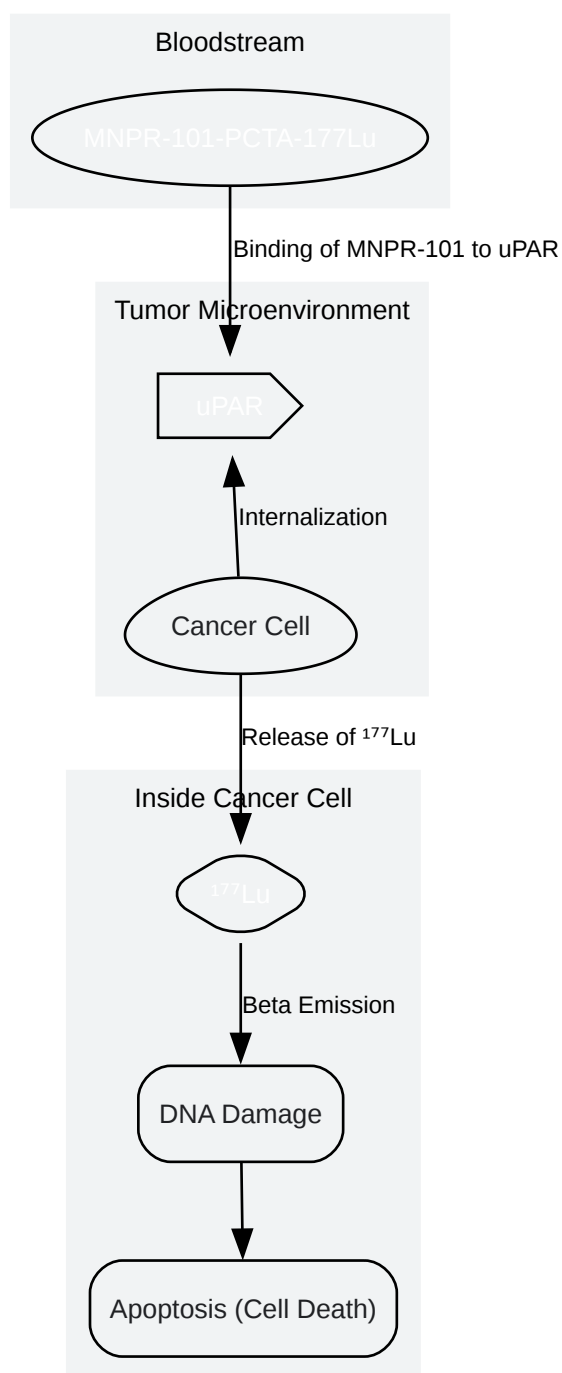 Bloodstream
MNPR-101-PCTA-177Lu
Binding of MNPR-101 to uPAR
Tumor Microenvironment
uPAR
Internalization
Cancer Cell
Release of ¹⁷⁷Lu
Inside Cancer Cell
¹⁷⁷Lu
Beta Emission
DNA Damage
Apoptosis (Cell Death)